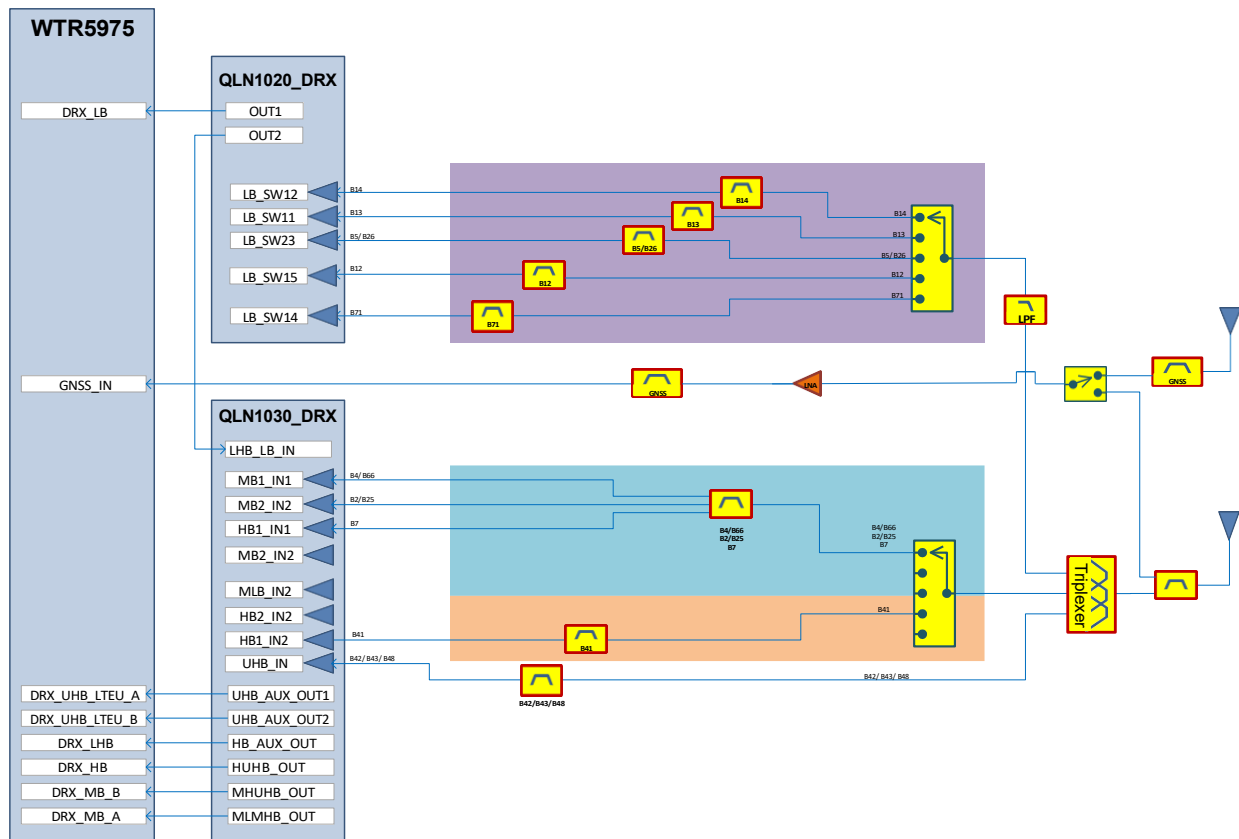 WTR5975
QLN1020_DRX
DRX_LB
OUT1
OUT2
LB_SW12
B14
B14
B14
LB_SW11
B13
B13
B13
LB_SW23
B5/B26
B5/B26
B5/B26
LB_SW15
B12
B12
B12
LB_SW14
B71
B71
B71
LPF
GNSS_IN
GNSS
LNA
GNSS
QLN1030_DRX
LHB_LB_IN
MB1_IN1
B4/B66
MB2_IN2
B2/B25
HB1_IN1
B7
B4/B66
B2/B25
B7
B4/B66
B2/B25
B7
MB2_IN2
MLB_IN2
HB2_IN2
HB1_IN2
B41
B41
B41
UHB_IN
B42/B43/B48
B42/B43/B48
B42/B43/B48
Triplexer
DRX_UHB_LTEU_A
UHB_AUX_OUT1
DRX_UHB_LTEU_B
UHB_AUX_OUT2
DRX_LHB
HB_AUX_OUT
DRX_HB
HUHB_OUT
DRX_MB_B
MHUHB_OUT
DRX_MB_A
MLMHB_OUT